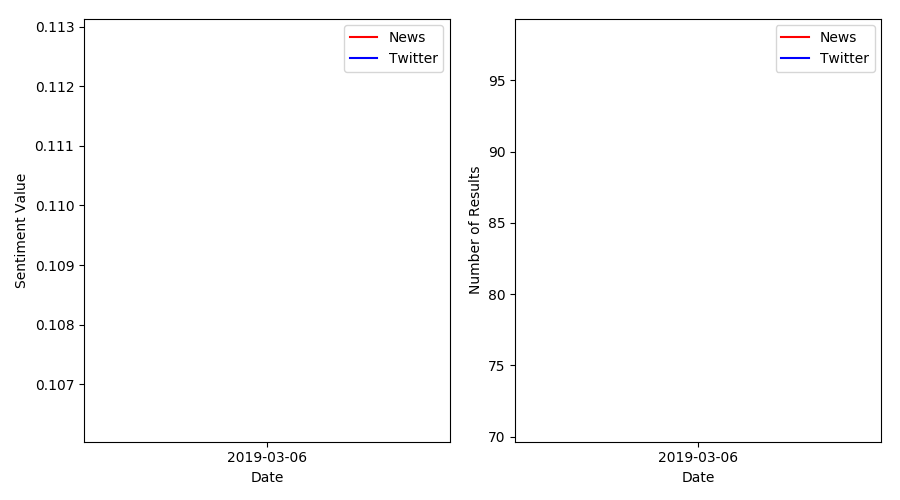 0.113
0.112
0.111
0.110
0.109
0.108
0.107
Sentiment Value
2019-03-06
Date
News
Twitter
95
90
85
80
75
70
Number of Results
2019-03-06
Date
News
Twitter